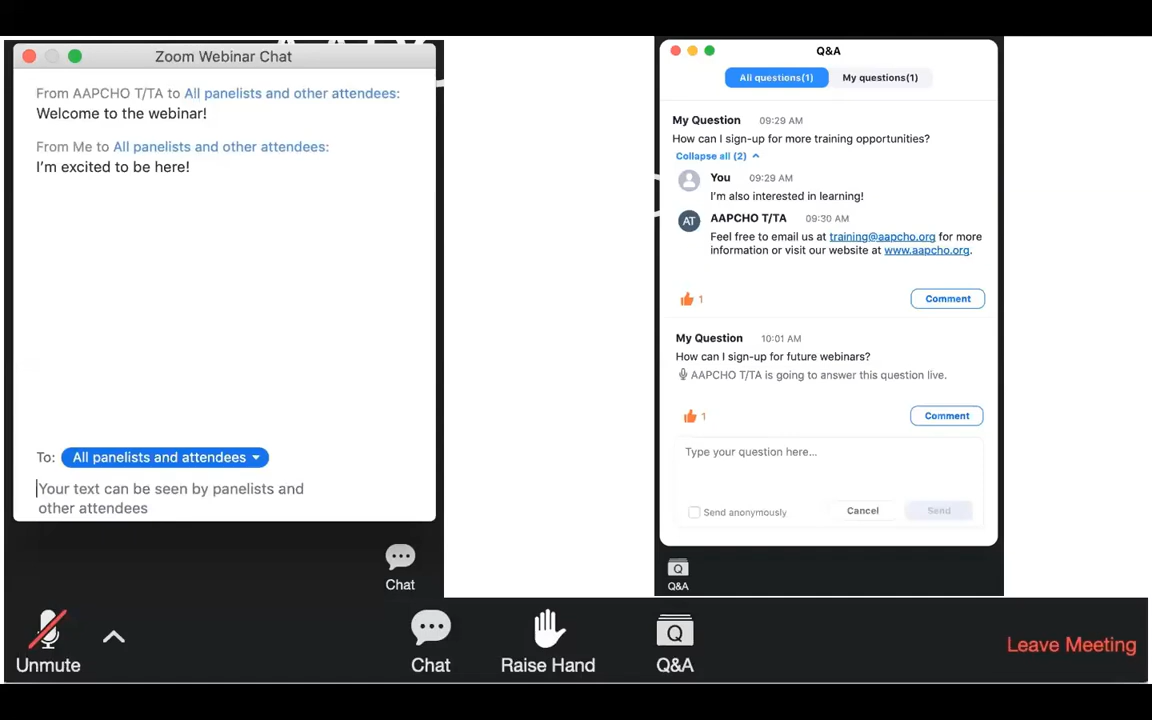 Zoom Webinar Chat
From AAPCHO T/TA to All panelists and other attendees:
Welcome to the webinar!
From Me to All panelists and other attendees:
I'm excited to be here!
To: All panelists and attendees
Your text can be seen by panelists and
other attendees
Chat
Q&A
All questions(1) My questions(1)
My Question 09:29 AM
How can I sign-up for more training opportunities?
Collapse all (2)
You 09:29 AM
I'm also interested in learning!
AT AAPCHO T/TA 09:30 AM
Feel free to email us at training@aapcho.org for more
information or visit our website at www.aapcho.org.
1 Comment
My Question 10:01 AM
How can I sign-up for future webinars?
AAPCHO T/TA is going to answer this question live.
1 Comment
Type your question here...
Send anonymously Cancel Send
Q
Q&A
Unmute Chat Raise Hand Q Q&A Leave Meeting